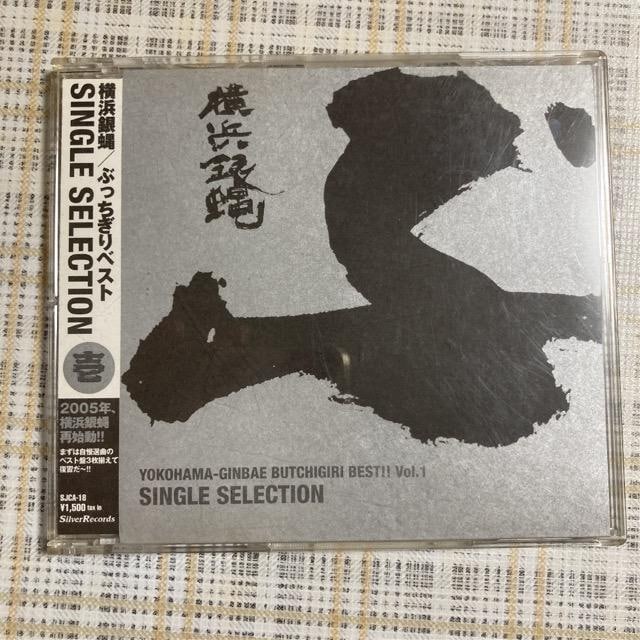 横浜銀蝿/ぶっちぎりベスト
SINGLE SELECTION
壱
2005年、
横浜銀蝿
再始動!!
まずは自慢選曲の
ベスト盤3枚揃えて
復習だ〜!!
SJCA-18
¥1,500 tax in
SilverRecords
横浜銀蝿
YOKOHAMA-GINBAE BUTCHIGIRI BEST!! Vol.1
SINGLE SELECTION